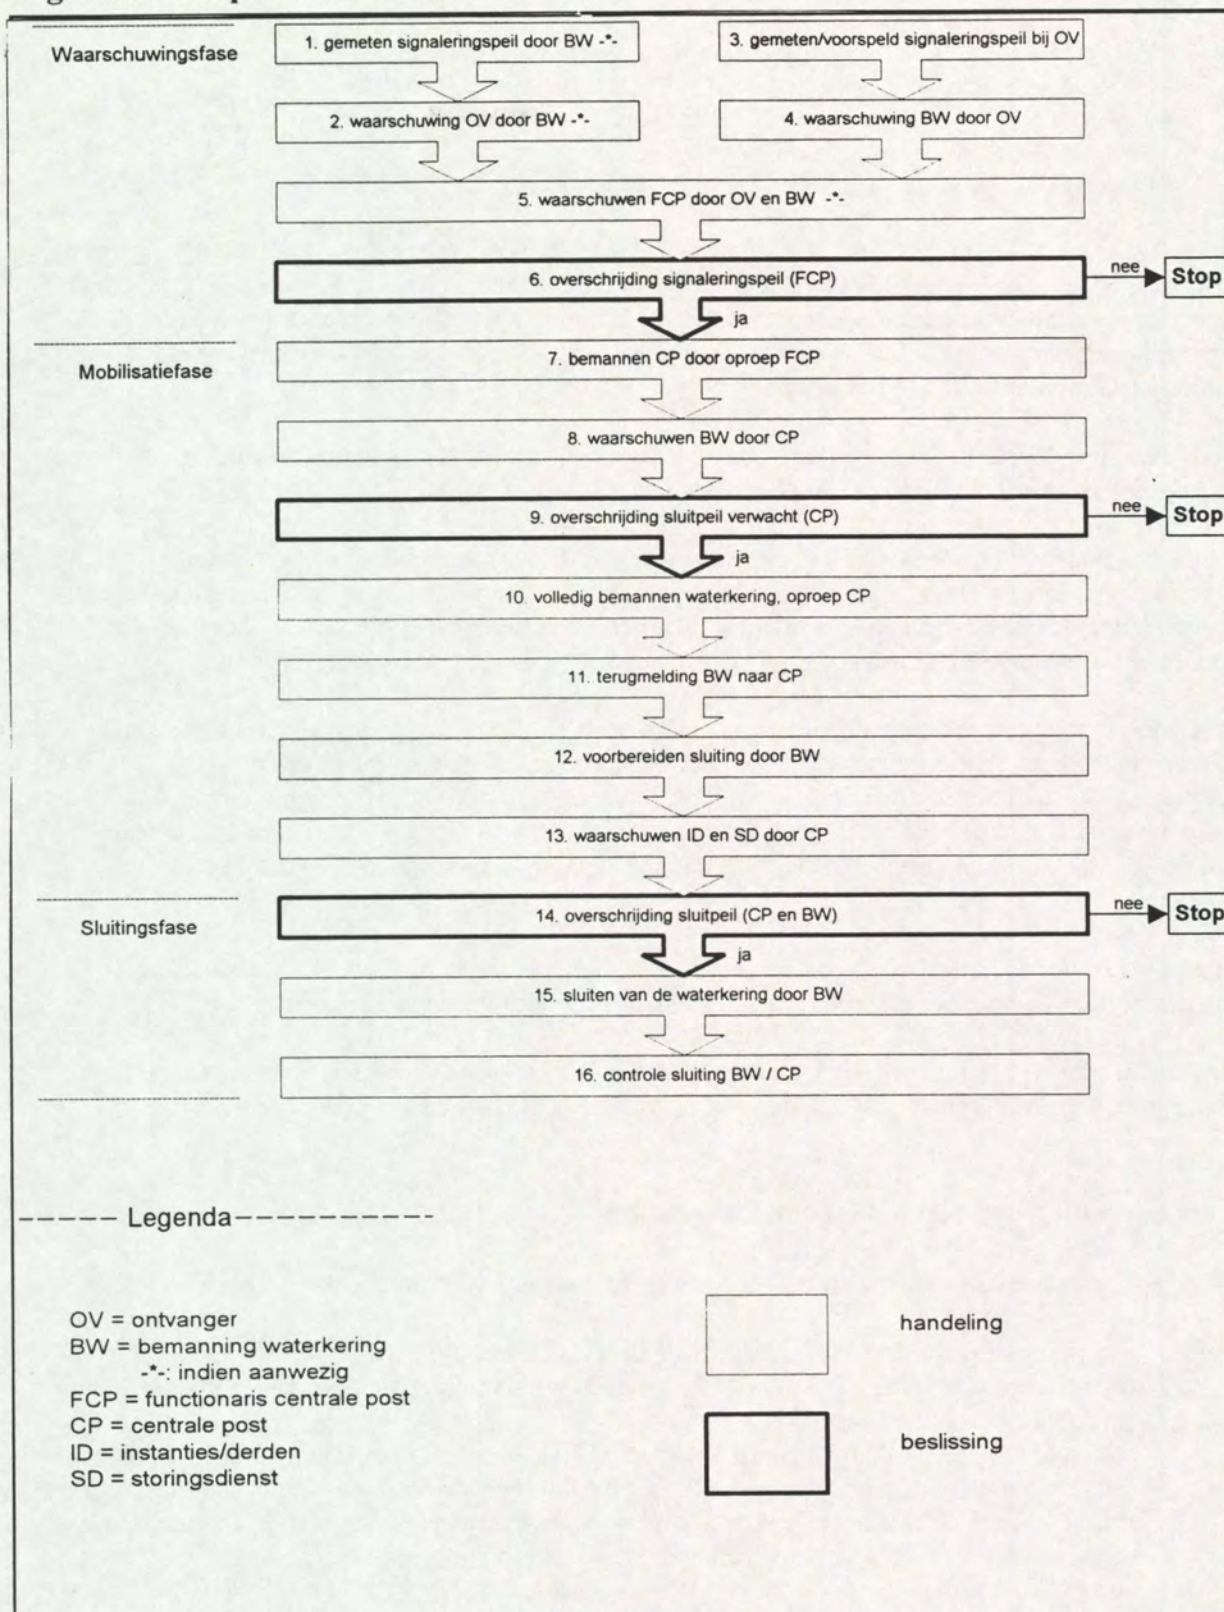 Waarschuwingsfase
1. gemeten signaleringspeil door BW -*-
3. gemeten/voorspeld signaleringspeil bij OV
2. waarschuwing OV door BW -*-
4. waarschuwing BW door OV
5. waarschuwen FCP door OV en BW -*-
6. overschrijding signaleringspeil (FCP)
nee
Stop
ja
Mobilisatiefase
7. bemannen CP door oproep FCP
8. waarschuwen BW door CP
9. overschrijding sluitpeil verwacht (CP)
nee
Stop
ja
10. volledig bemannen waterkering, oproep CP
11. terugmelding BW naar CP
12. voorbereiden sluiting door BW
13. waarschuwen ID en SD door CP
Sluitingsfase
14. overschrijding sluitpeil (CP en BW)
nee
Stop
ja
15. sluiten van de waterkering door BW
16. controle sluiting BW / CP
----- Legenda----------
OV = ontvanger
BW = bemanning waterkering
-*-: indien aanwezig
FCP = functionaris centrale post
CP = centrale post
ID = instanties/derden
SD = storingsdienst
handeling
beslissing